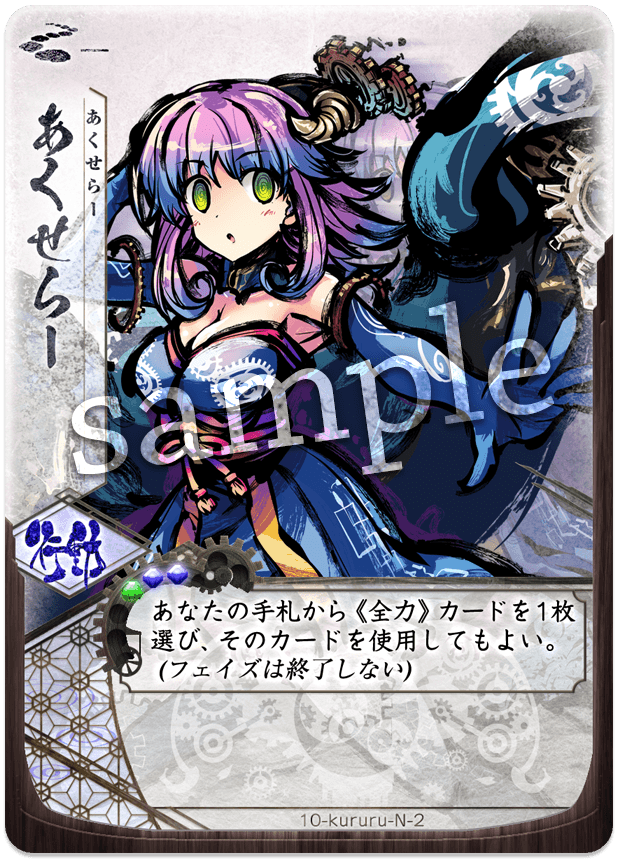 あくせらー
あくせらー
sample
行動
あなたの手札から《全力》カードを1枚
選び、そのカードを使用してもよい。
(フェイズは終了しない)
10-kururu-N-2